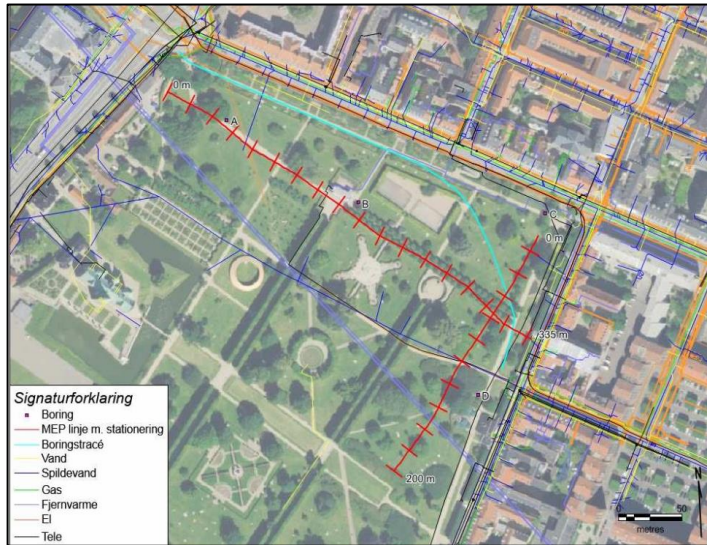 0 m
A
B
C
0 m
335 m
D
200 m
Signaturforklaring
Boring
MEP linje m. stationering
Boringstracé
Vand
Spildevand
Gas
Fjernvarme
El
Tele
N
0
50
metres